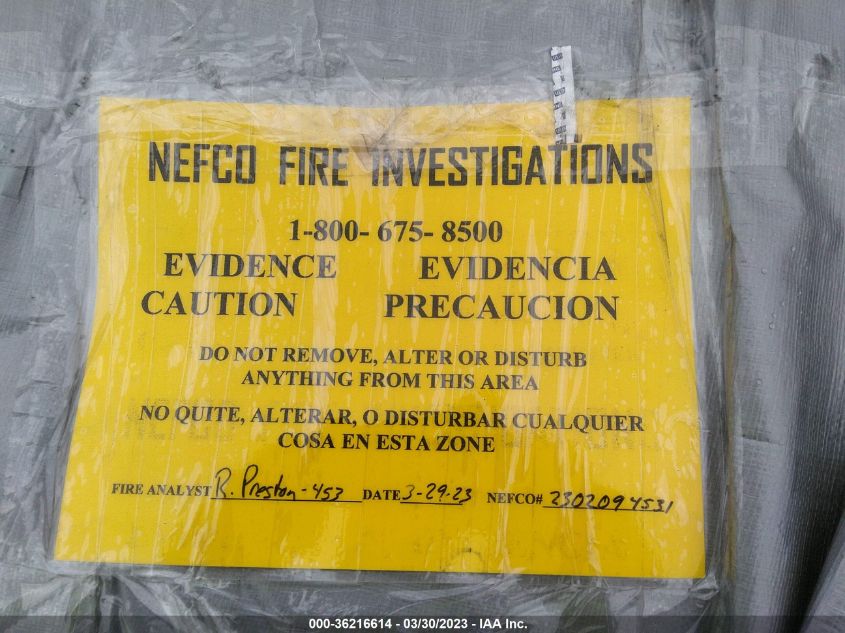 NEFCO FIRE INVESTIGATIONS
1-800- 675- 8500
EVIDENCE EVIDENCIA
CAUTION PRECAUCION
DO NOT REMOVE, ALTER OR DISTURB
ANYTHING FROM THIS AREA
NO QUITE, ALTERAR, O DISTURBAR CUALQUIER
COSA EN ESTA ZONE
FIRE ANALYST R. Preston - 453 DATE 3-29-23 NEFCO# 2302094531
000-36216614 - 03/30/2023 - IAA Inc.